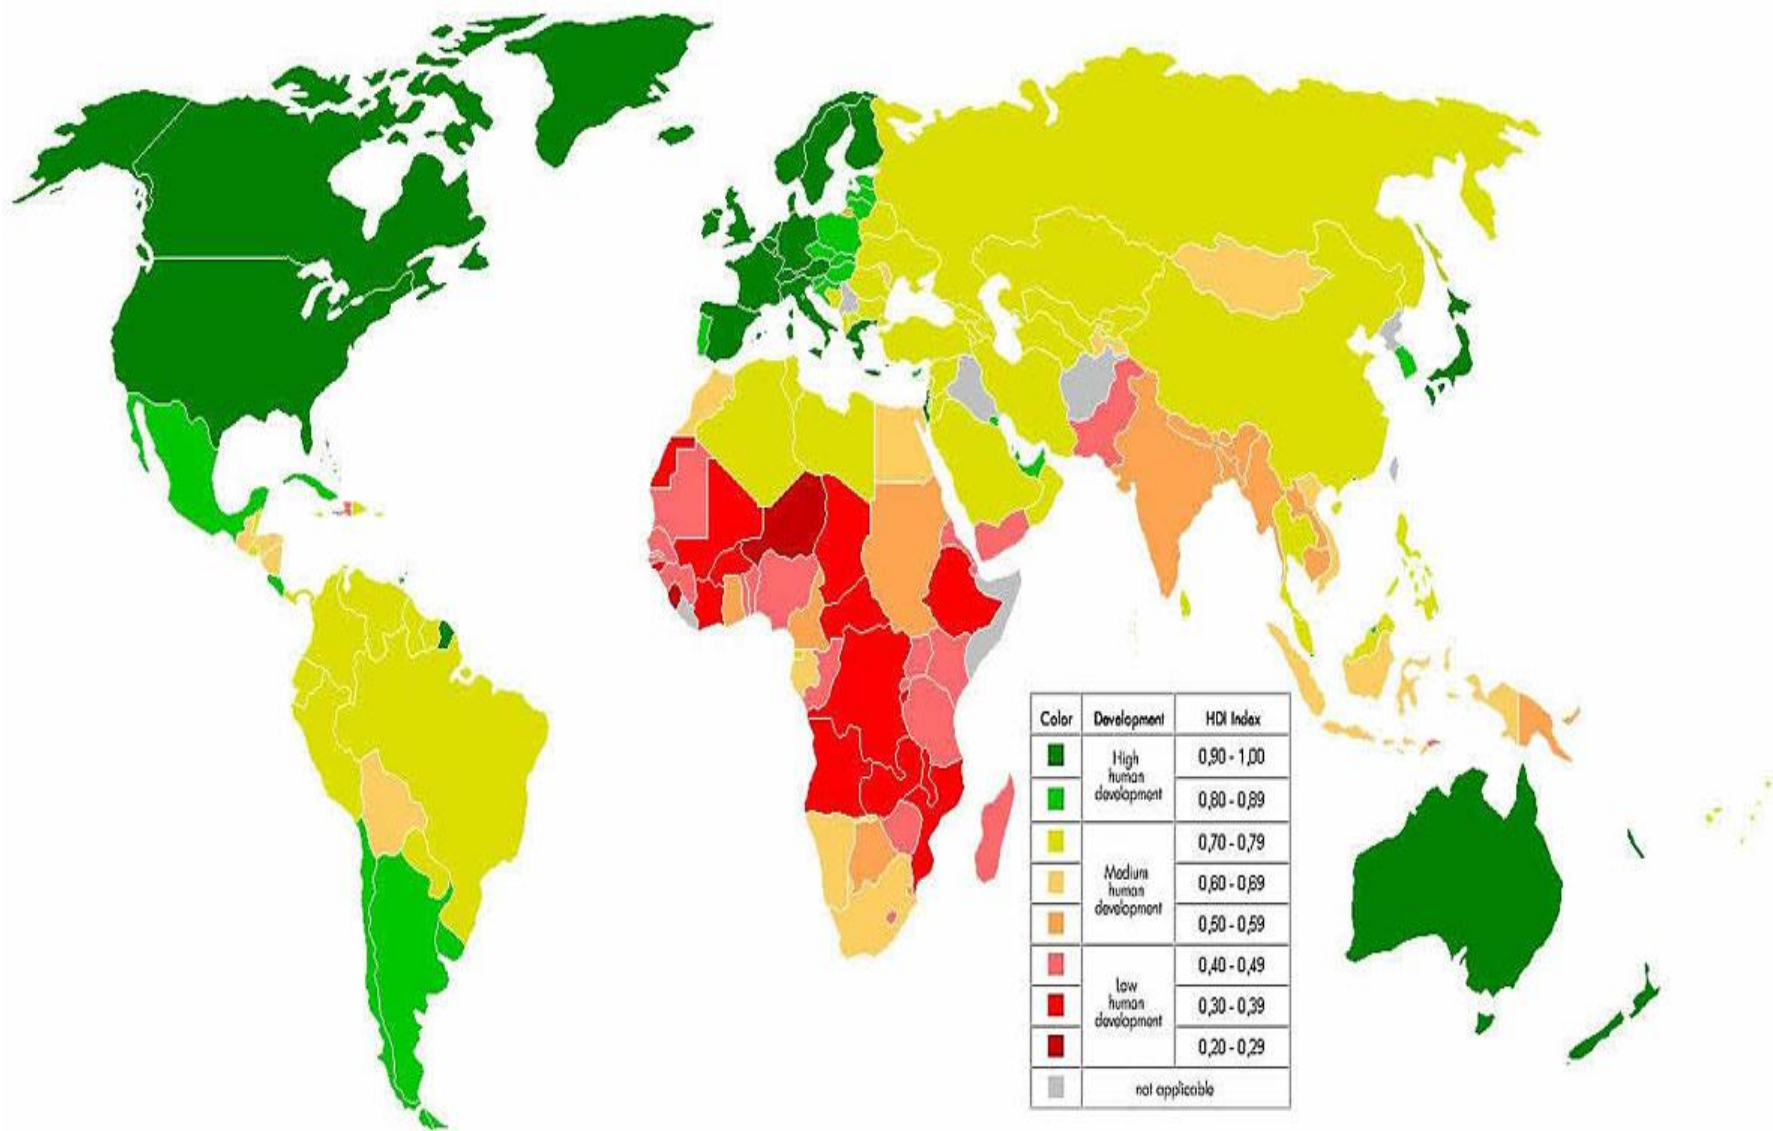 Color Development HDI Index
High
human
development
0,90 - 1,00
0,80 - 0,89
Medium
human
development
0,70 - 0,79
0,60 - 0,69
0,50 - 0,59
Low
human
development
0,40 - 0,49
0,30 - 0,39
0,20 - 0,29
not applicable